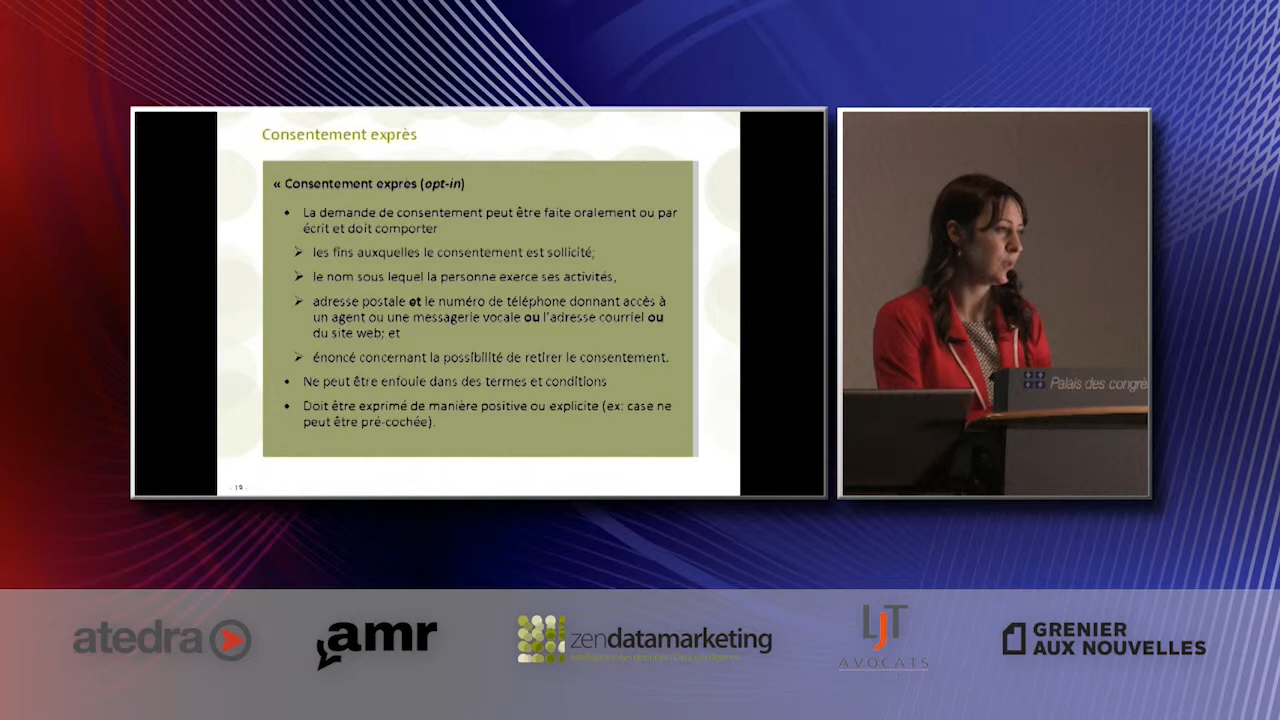 Consentement exprès
« Consentement exprès (opt-in)
• La demande de consentement peut être faite oralement ou par
écrit et doit comporter
➢ les fins auxquelles le consentement est sollicité;
➢ le nom sous lequel la personne exerce ses activités,
➢ adresse postale et le numéro de téléphone donnant accès à
un agent ou une messagerie vocale ou l'adresse courriel ou
du site web; et
➢ énoncé concernant la possibilité de retirer le consentement.
• Ne peut être enfouie dans des termes et conditions
• Doit être exprimé de manière positive ou explicite (ex: case ne
peut être pré-cochée).
- 19 -
Palais des congrè
atedra
amr
zendatamarketing
LJT
AVOCATS
GRENIER
AUX NOUVELLES